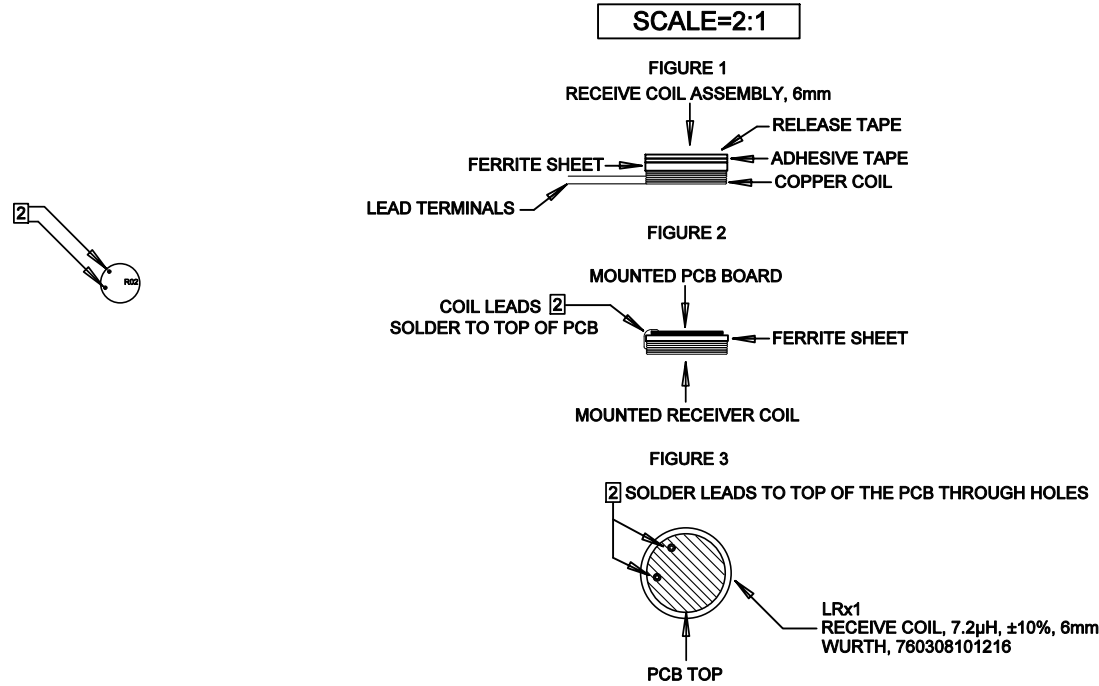 SCALE=2:1
FIGURE 1
RECEIVE COIL ASSEMBLY, 6mm
RELEASE TAPE
FERRITE SHEET
ADHESIVE TAPE
COPPER COIL
LEAD TERMINALS
2
R02
FIGURE 2
MOUNTED PCB BOARD
COIL LEADS 2
SOLDER TO TOP OF PCB
FERRITE SHEET
MOUNTED RECEIVER COIL
FIGURE 3
2 SOLDER LEADS TO TOP OF THE PCB THROUGH HOLES
LRx1
RECEIVE COIL, 7.2µH, ±10%, 6mm
WURTH, 760308101216
PCB TOP